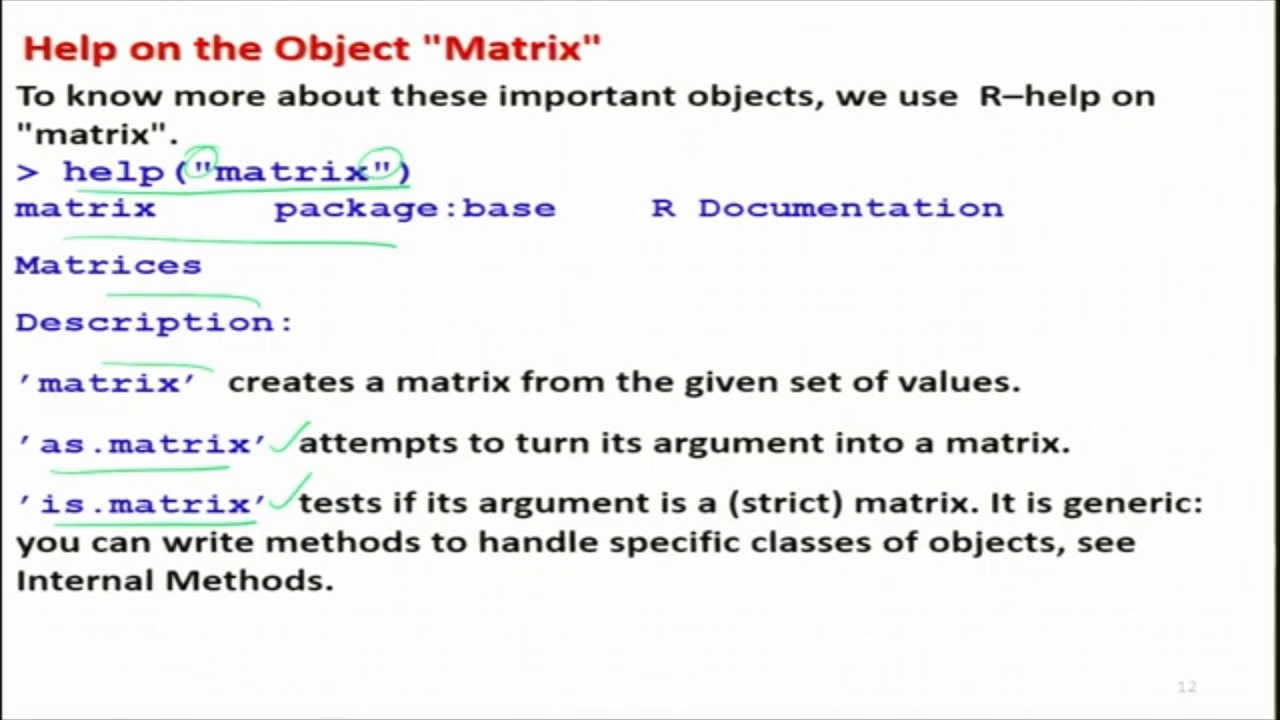 Help on the Object "Matrix"
To know more about these important objects, we use R–help on
"matrix".
> help("matrix")
matrix package:base R Documentation
Matrices
Description:
'matrix' creates a matrix from the given set of values.
'as.matrix' attempts to turn its argument into a matrix.
'is.matrix' tests if its argument is a (strict) matrix. It is generic:
you can write methods to handle specific classes of objects, see
Internal Methods.
12